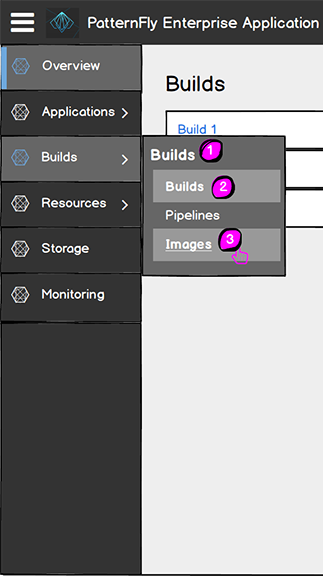 PatternFly Enterprise Application
Overview
Applications
Builds
Resources
Storage
Monitoring
Builds
Build 1
Builds 1
Builds 2
Pipelines
Images 3